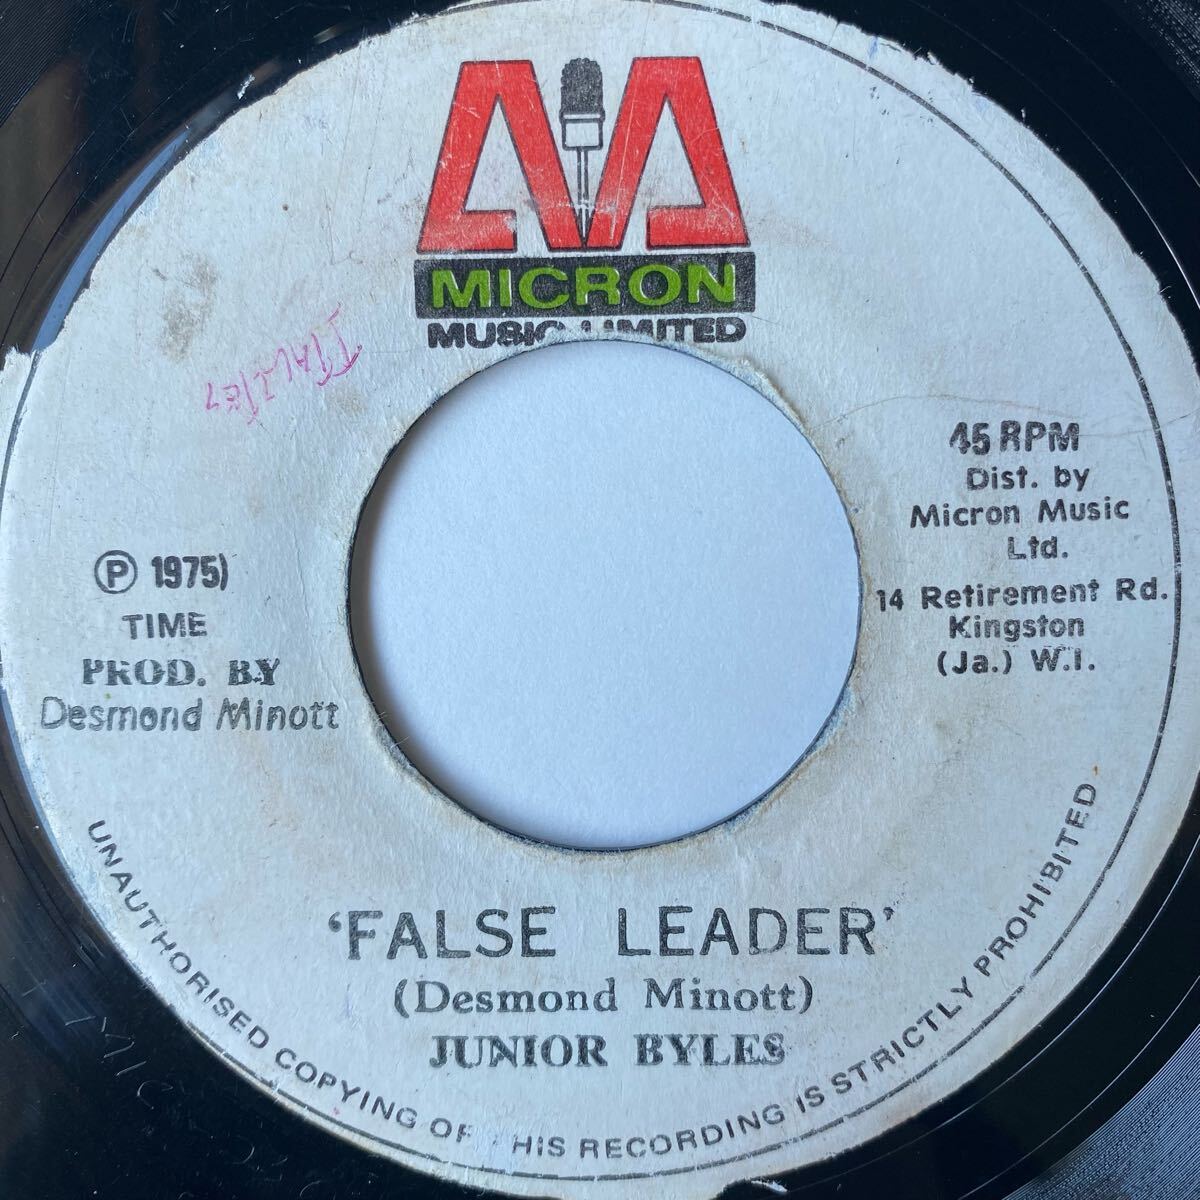 MICRON
MUSIC LIMITED
45 RPM
Dist. by
Micron Music
Ltd.
14 Retirement Rd.
Kingston
(Ja.) W.I.
Ⓟ 1975)
TIME
PROD. BY
Desmond Minott
'FALSE LEADER'
(Desmond Minott)
JUNIOR BYLES
UNAUTHORISED COPYING OF THIS RECORDING IS STRICTLY PROHIBITED